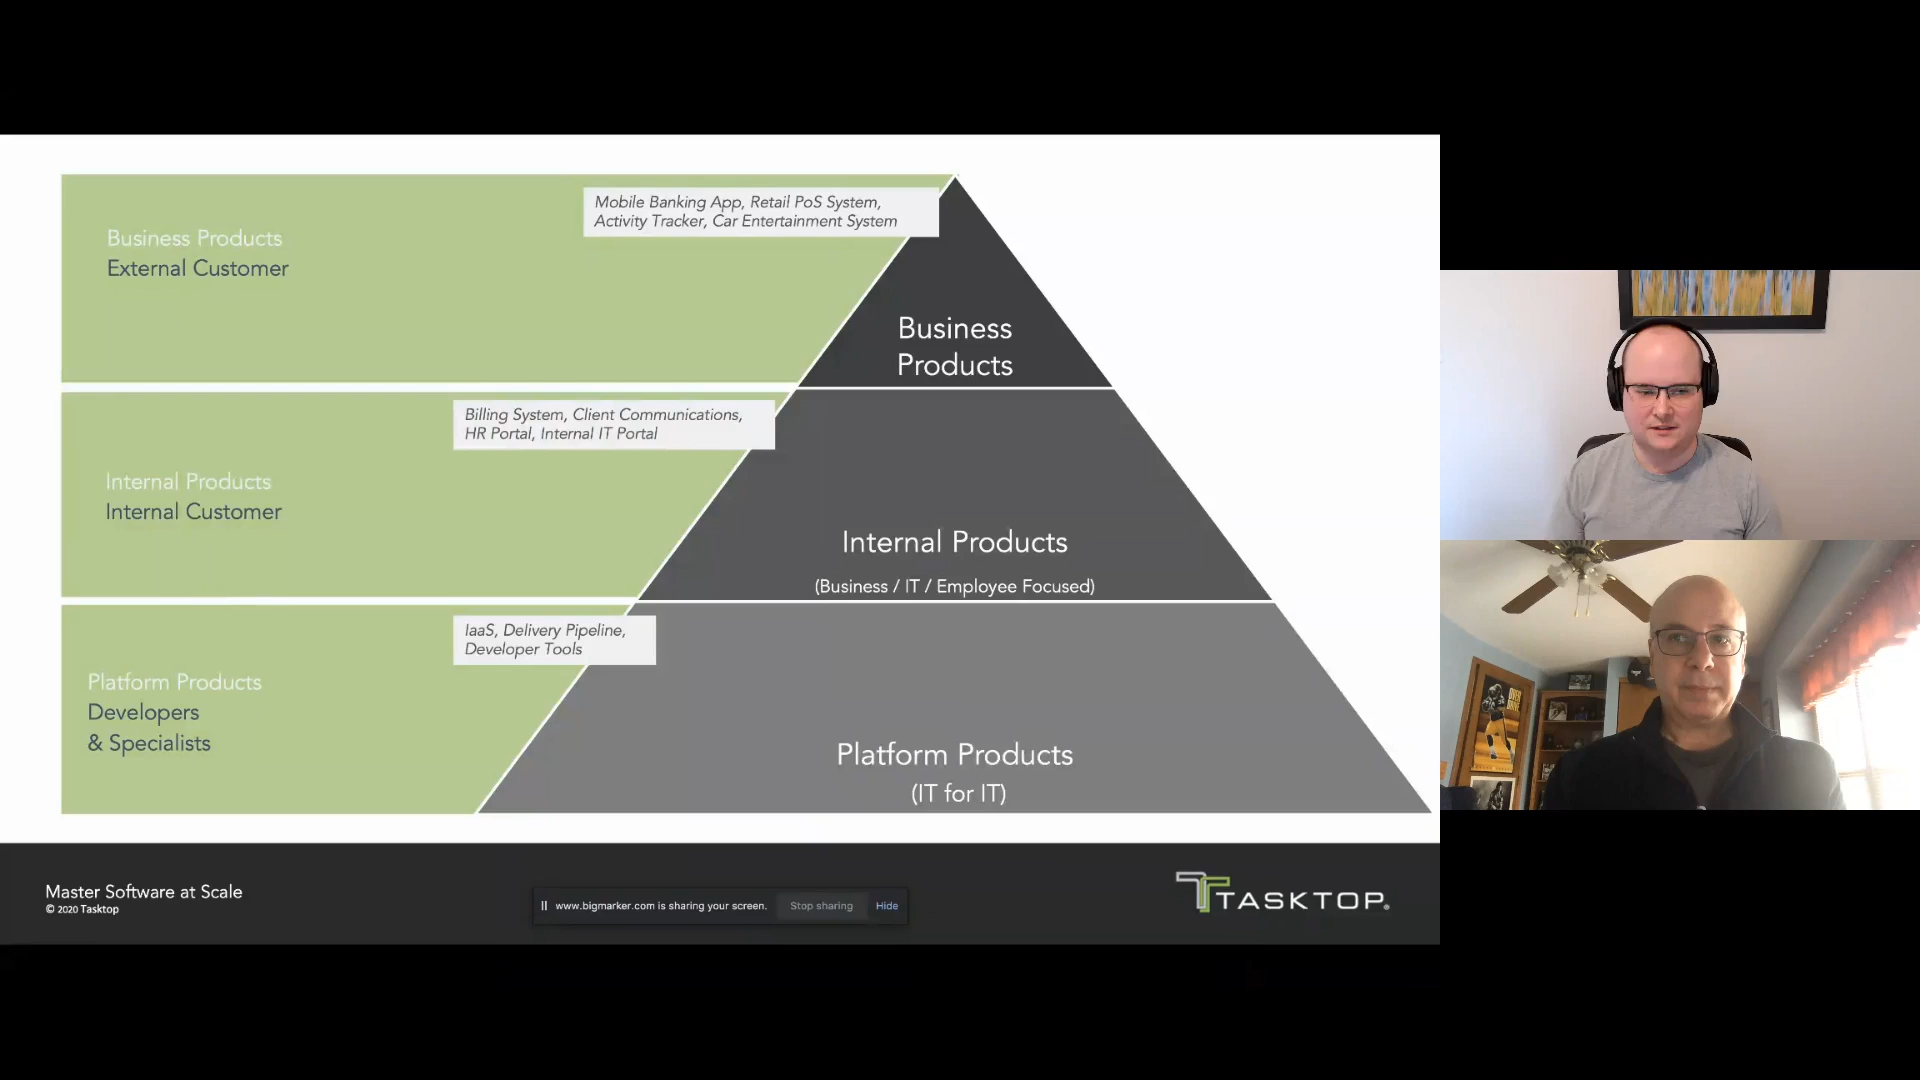 Mobile Banking App, Retail PoS System,
Activity Tracker, Car Entertainment System
Business Products
External Customer
Business
Products
Billing System, Client Communications,
HR Portal, Internal IT Portal
Internal Products
Internal Customer
Internal Products
(Business / IT / Employee Focused)
IaaS, Delivery Pipeline,
Developer Tools
Platform Products
Developers
& Specialists
Platform Products
(IT for IT)
Master Software at Scale
© 2020 Tasktop
www.bigmarker.com is sharing your screen.
Stop sharing
Hide
TASKTOP®
OVER
DRIVE